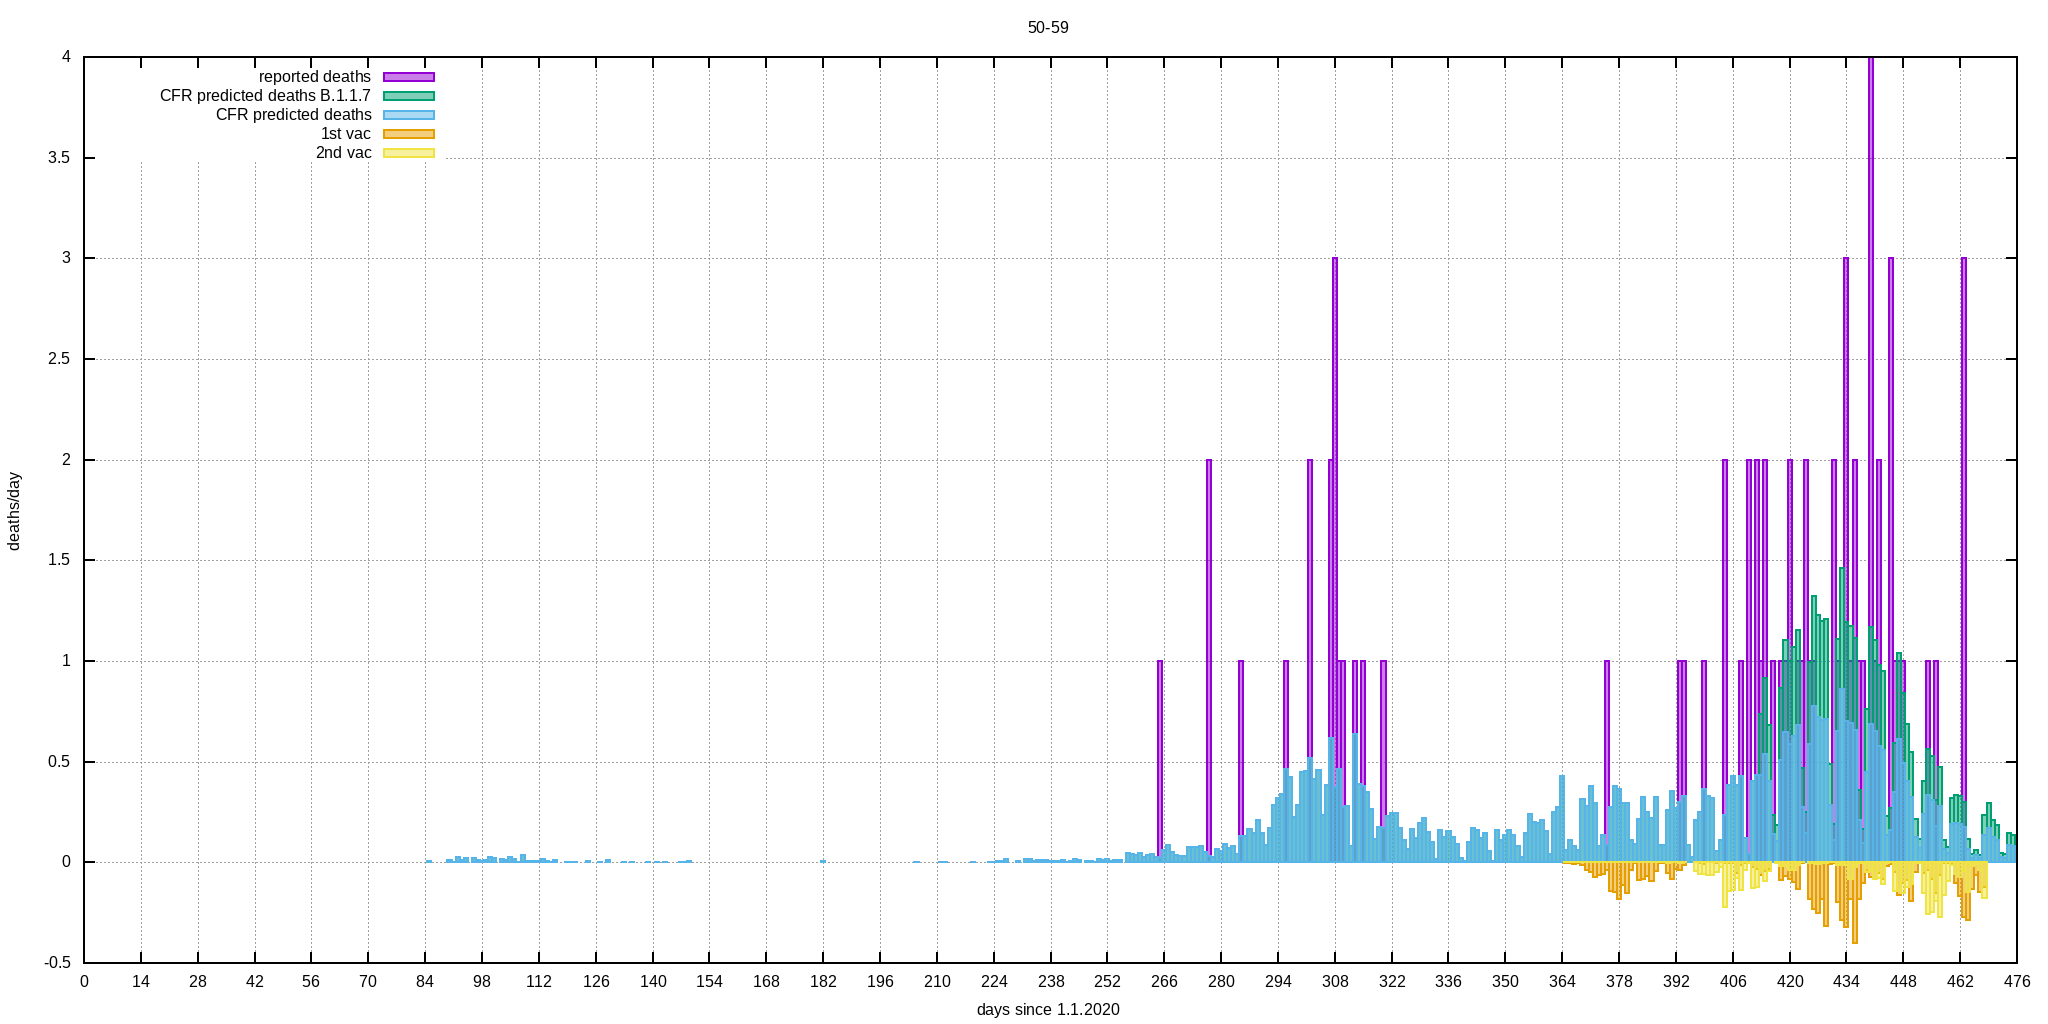 50-59
reported deaths
CFR predicted deaths B.1.1.7
CFR predicted deaths
1st vac
2nd vac
4
3.5
3
2.5
2
1.5
1
0.5
0
-0.5
deaths/day
0 14 28 42 56 70 84 98 112 126 140 154 168 182 196 210 224 238 252 266 280 294 308 322 336 350 364 378 392 406 420 434 448 462 476
days since 1.1.2020